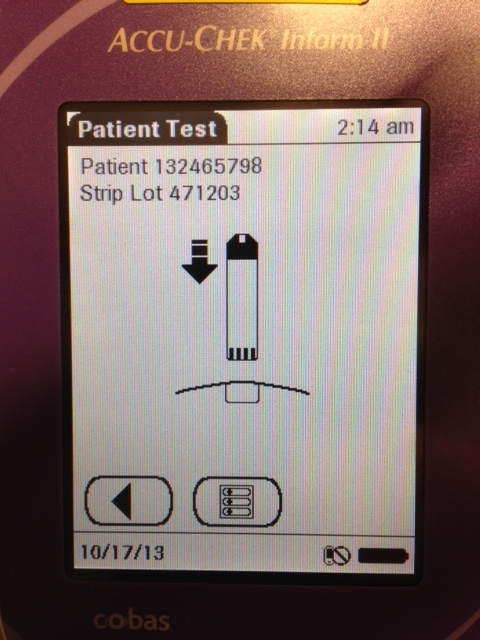 ACCU-CHEK® Inform II
Patient Test
2:14 am
Patient 132465798
Strip Lot 471203
10/17/13
cobas